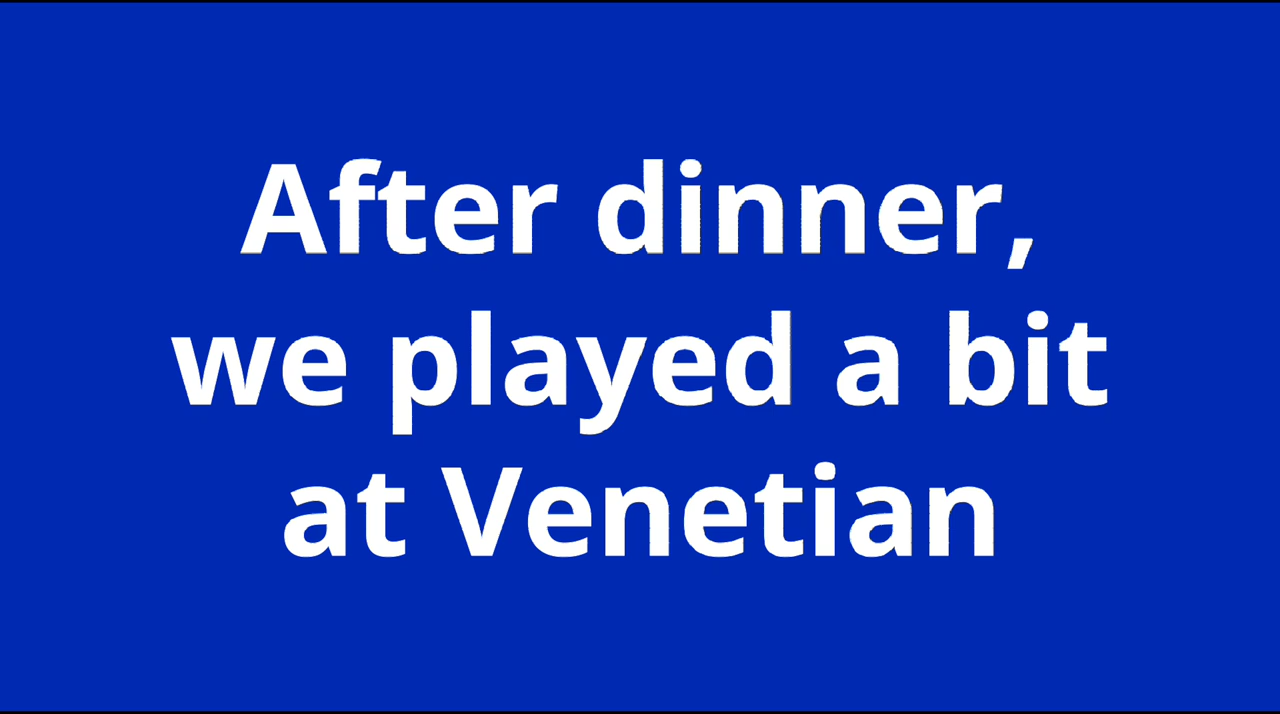 After dinner,
we played a bit
at Venetian